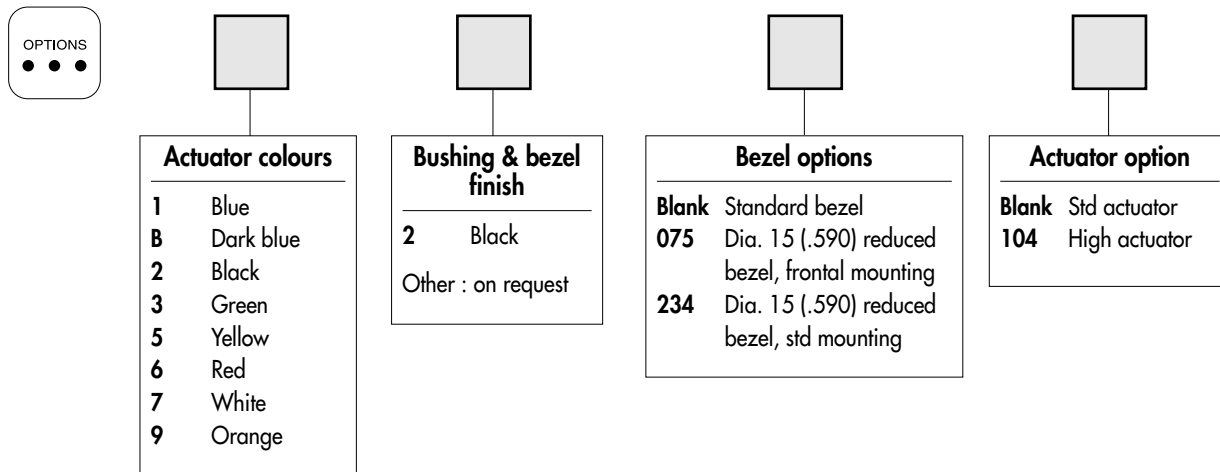 OPTIONS
Actuator colours
1 Blue
B Dark blue
2 Black
3 Green
5 Yellow
6 Red
7 White
9 Orange
Bushing & bezel
finish
2 Black
Other : on request
Bezel options
Blank Standard bezel
075 Dia. 15 (.590) reduced
bezel, frontal mounting
234 Dia. 15 (.590) reduced
bezel, std mounting
Actuator option
Blank Std actuator
104 High actuator